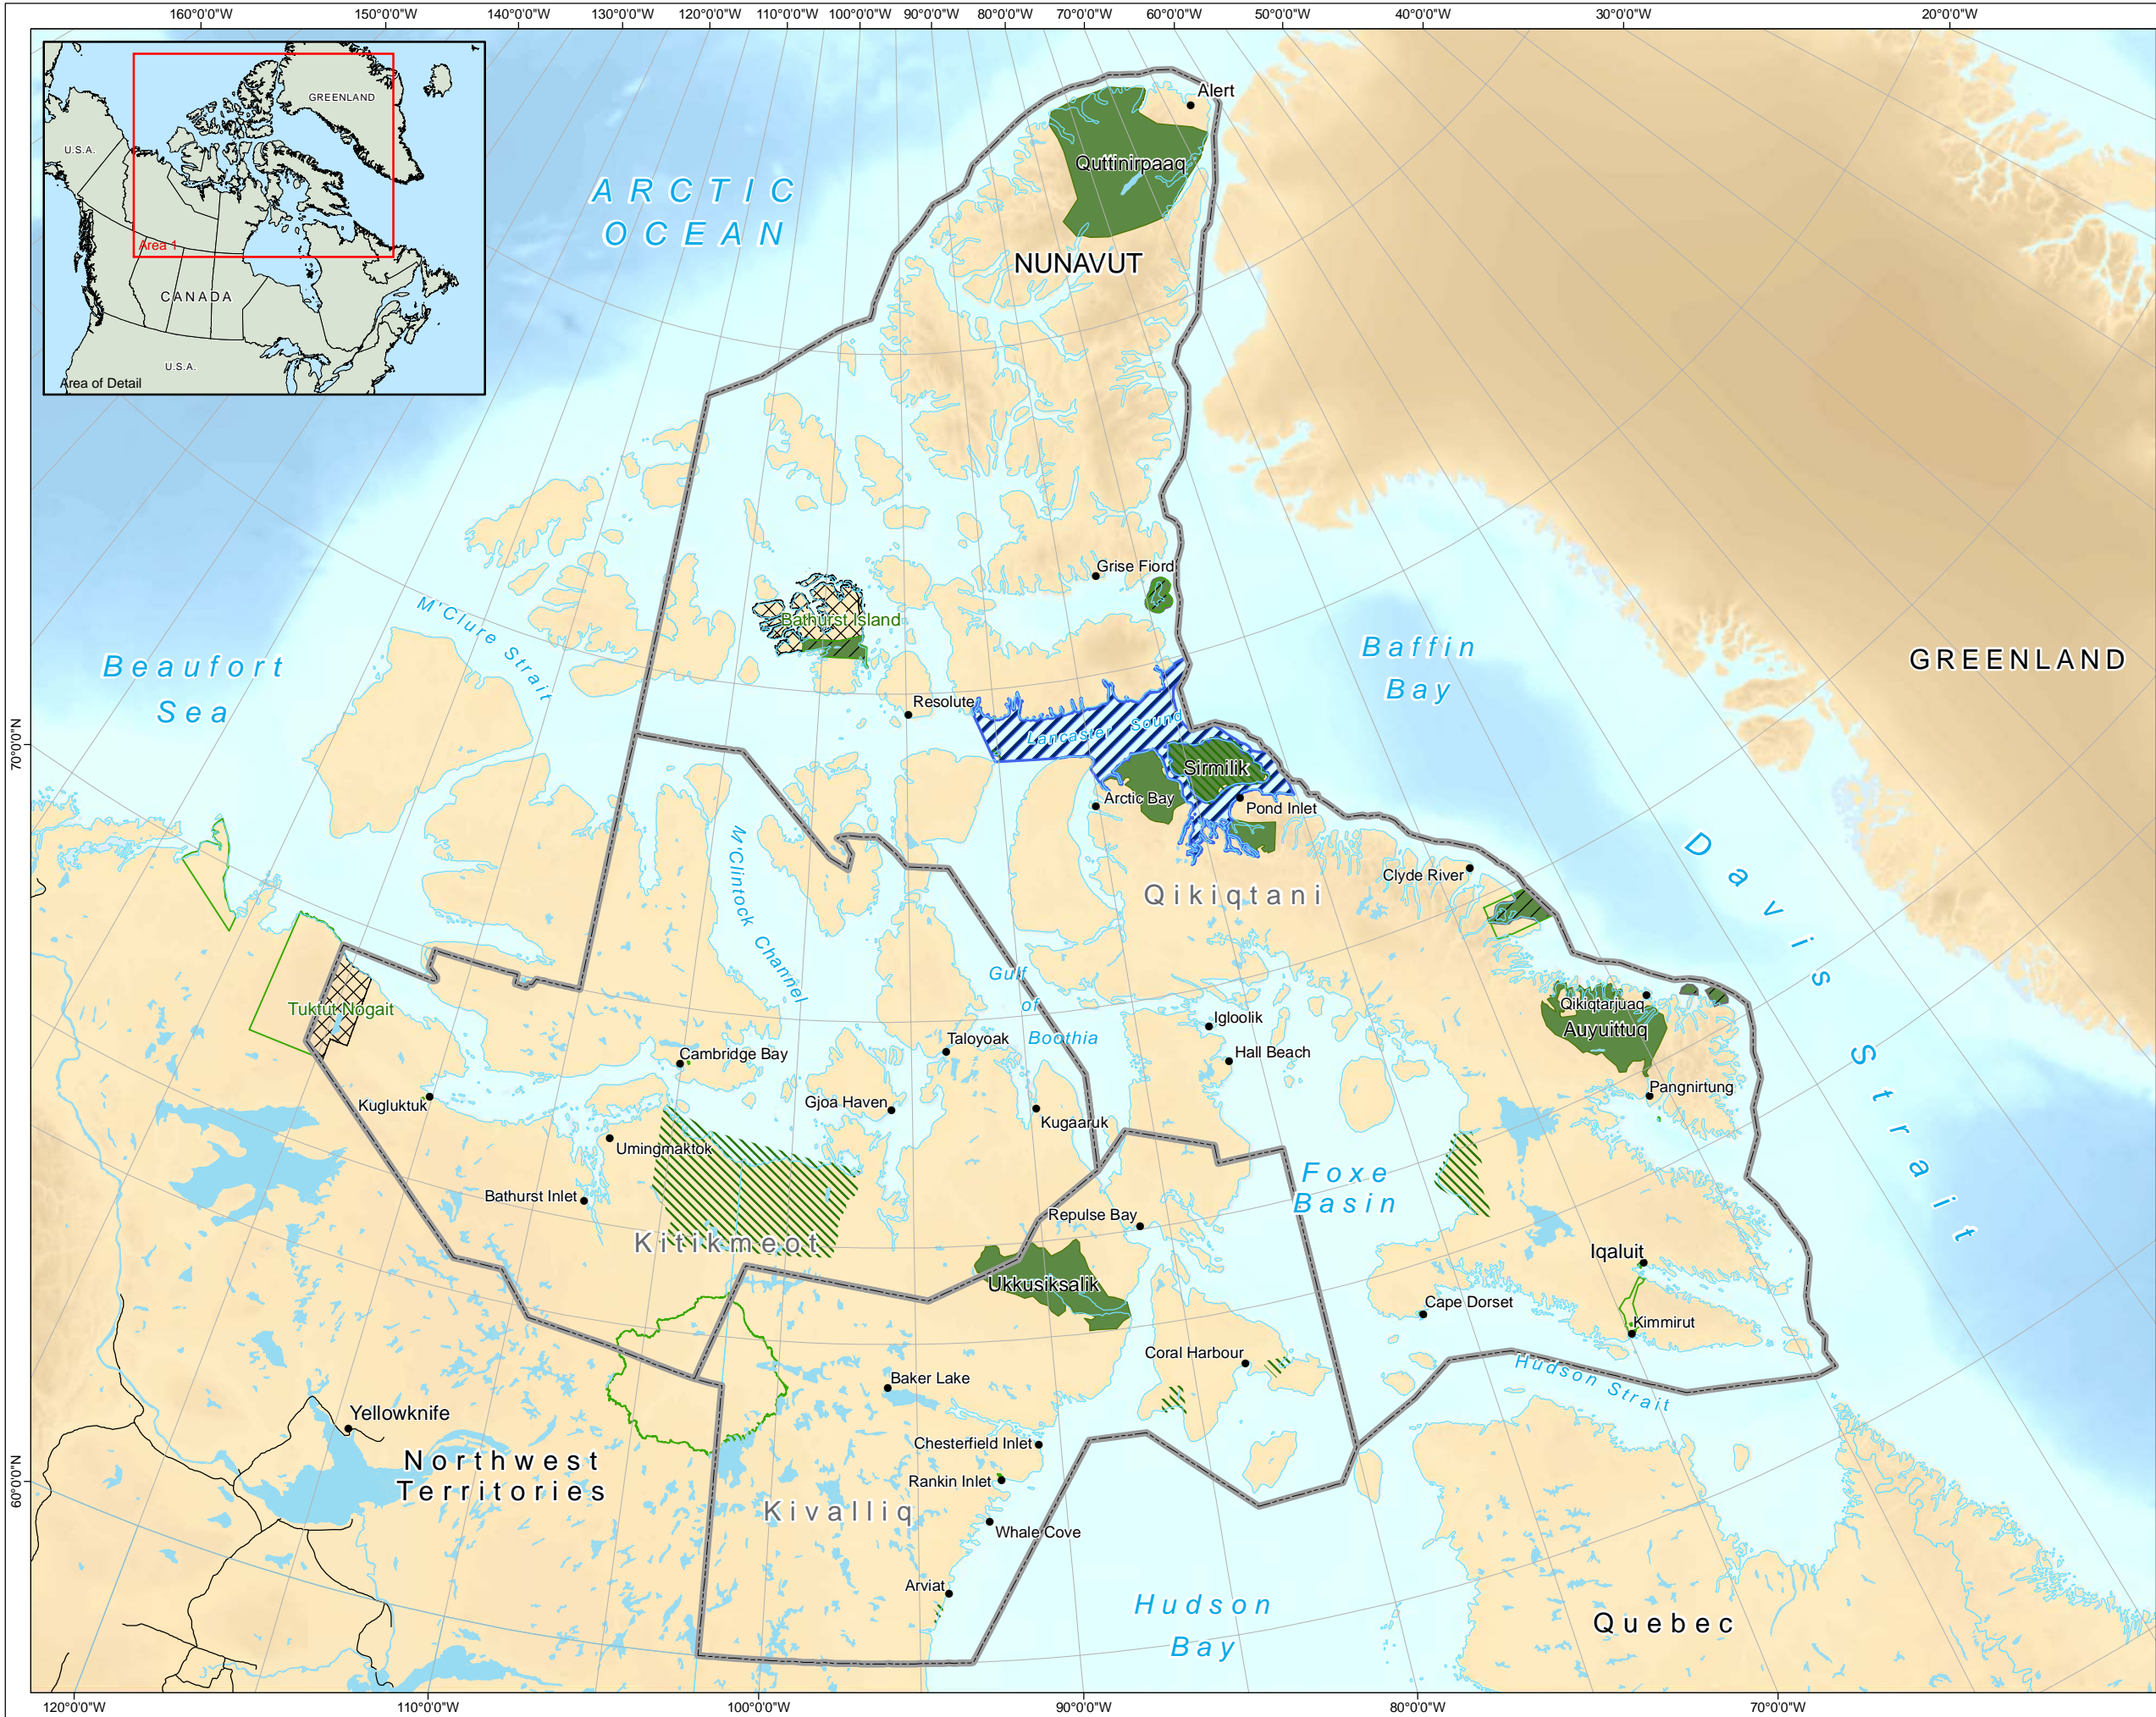 160°0'0"W
150°0'0"W
140°0'0"W
130°0'0"W
120°0'0"W
110°0'0"W
100°0'0"W
90°0'0"W
80°0'0"W
70°0'0"W
60°0'0"W
50°0'0"W
40°0'0"W
30°0'0"W
20°0'0"W
GREENLAND
U.S.A.
Area 1
CANADA
U.S.A.
Area of Detail
ARCTIC
OCEAN
Alert
Quttinirpaaq
NUNAVUT
Grise Fiord
M'Clure Strait
Bathurst Island
Beaufort
Sea
Baffin
Bay
GREENLAND
Resolute
Lancaster Sound
70°0'0"N
Sirmilik
Arctic Bay
Pond Inlet
M'Clintock Channel
Clyde River
Qikiqtani
Davis Strait
Gulf
of
Boothia
Tuktut Nogait
Qikiqtarjuaq
Auyuittuq
Igloolik
Taloyoak
Hall Beach
Cambridge Bay
Pangnirtung
Kugluktuk
Gjoa Haven
Kugaaruk
Umingmaktok
Foxe
Basin
Bathurst Inlet
Repulse Bay
Kitikmeot
Iqaluit
Ukkusiksalik
Cape Dorset
Kimmirut
Coral Harbour
Hudson Strait
Baker Lake
Yellowknife
Chesterfield Inlet
Northwest
Territories
Rankin Inlet
60°0'0"N
Kivalliq
Whale Cove
Arviat
Hudson
Bay
Quebec
120°0'0"W
110°0'0"W
100°0'0"W
90°0'0"W
80°0'0"W
70°0'0"W